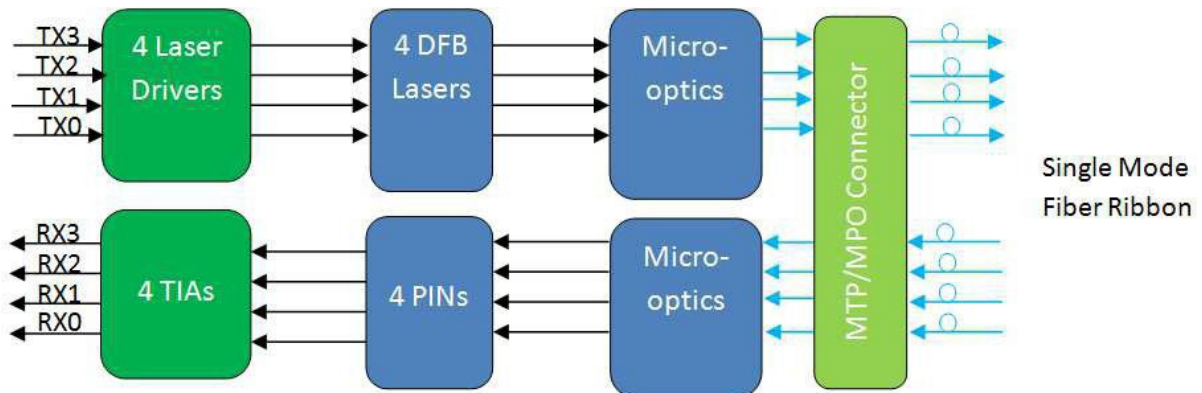 TX3
TX2
TX1
TX0
4 Laser
Drivers
4 DFB
Lasers
Micro-
optics
MTP/MPO Connector
Single Mode
Fiber Ribbon
RX3
RX2
RX1
RX0
4 TIAs
4 PINs
Micro-
optics